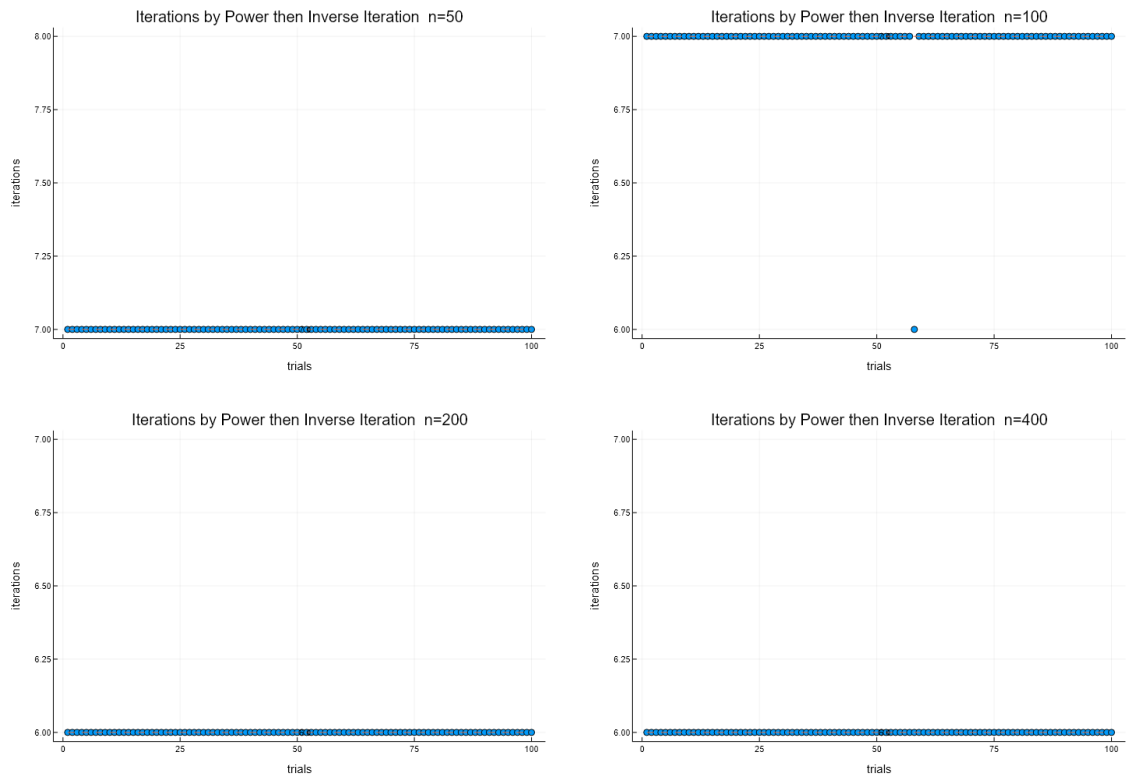 Iterations by Power then Inverse Iteration n=50
8.00
7.75
7.50
7.25
7.00
iterations
0 25 50 75 100
trials
Iterations by Power then Inverse Iteration n=100
7.00
6.75
6.50
6.25
6.00
iterations
0 25 50 75 100
trials
Iterations by Power then Inverse Iteration n=200
7.00
6.75
6.50
6.25
6.00
iterations
0 25 50 75 100
trials
Iterations by Power then Inverse Iteration n=400
7.00
6.75
6.50
6.25
6.00
iterations
0 25 50 75 100
trials